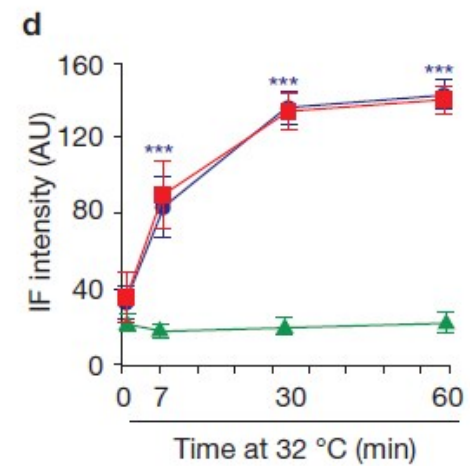 d
160
***
***
***
120
IF intensity (AU)
80
40
0
0 7 30 60
Time at 32 °C (min)